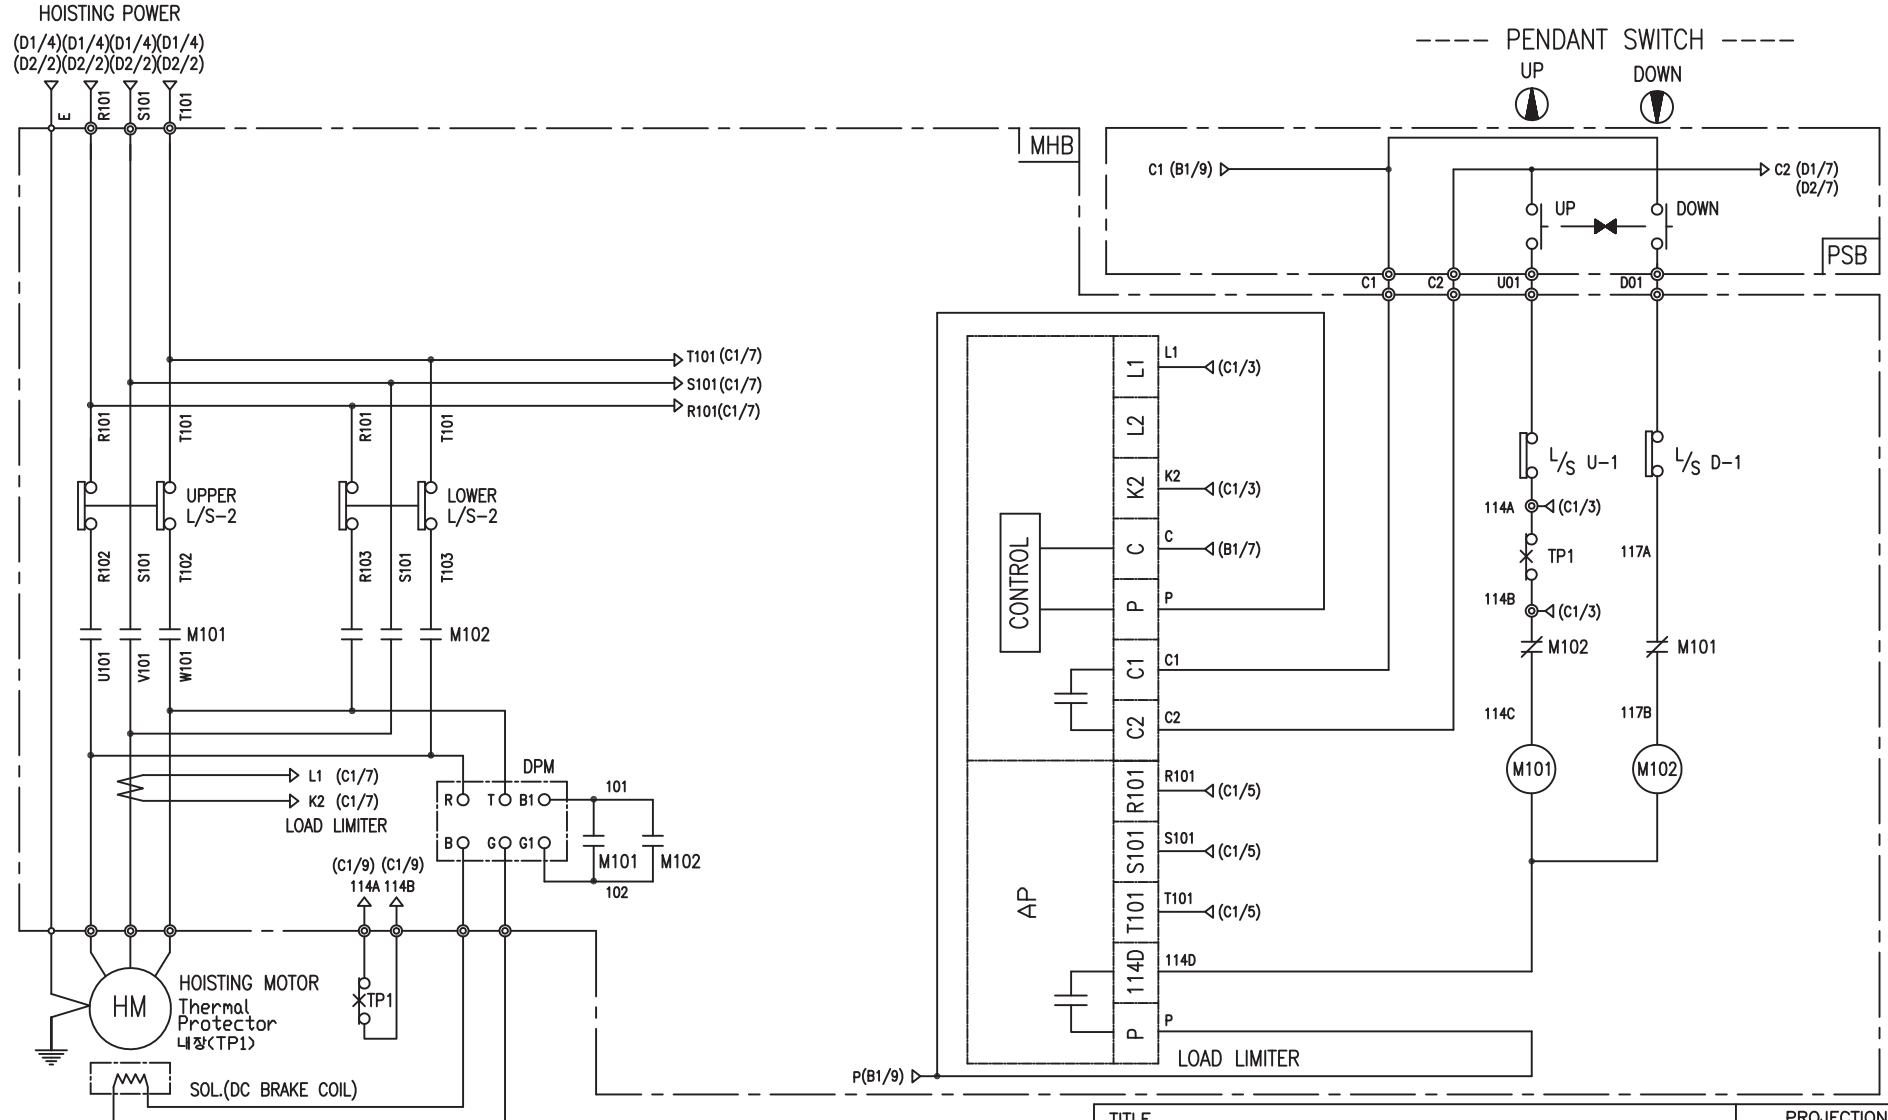 HOISTING POWER
(D1/4)(D1/4)(D1/4)(D1/4)
(D2/2)(D2/2)(D2/2)(D2/2)
E
R101
S101
T101
MHB
---- PENDANT SWITCH ----
UP
DOWN
C1 (B1/9)
C2 (D1/7)
(D2/7)
UP
DOWN
PSB
C1
C2
U01
D01
T101 (C1/7)
S101 (C1/7)
R101(C1/7)
R101
T101
R101
T101
UPPER
L/S-2
LOWER
L/S-2
R102
S101
T102
R103
S101
T103
M101
M102
U101
V101
W101
L1 (C1/7)
K2 (C1/7)
LOAD LIMITER
DPM
R
T
B1
B
G
G1
101
M101
M102
102
(C1/9) (C1/9)
114A 114B
TP1
HM
HOISTING MOTOR
Thermal
Protector
내장(TP1)
SOL.(DC BRAKE COIL)
CONTROL
AP
L1
L1
(C1/3)
L2
K2
K2
(C1/3)
C
C
(B1/7)
P
P
C1
C1
C2
C2
R101
R101
(C1/5)
S101
S101
(C1/5)
T101
T101
(C1/5)
114D
114D
P
P
LOAD LIMITER
P(B1/9)
L/S U-1
L/S D-1
114A
(C1/3)
TP1
117A
114B
(C1/3)
M102
M101
114C
117B
M101
M102
TITLE
PROJECTION